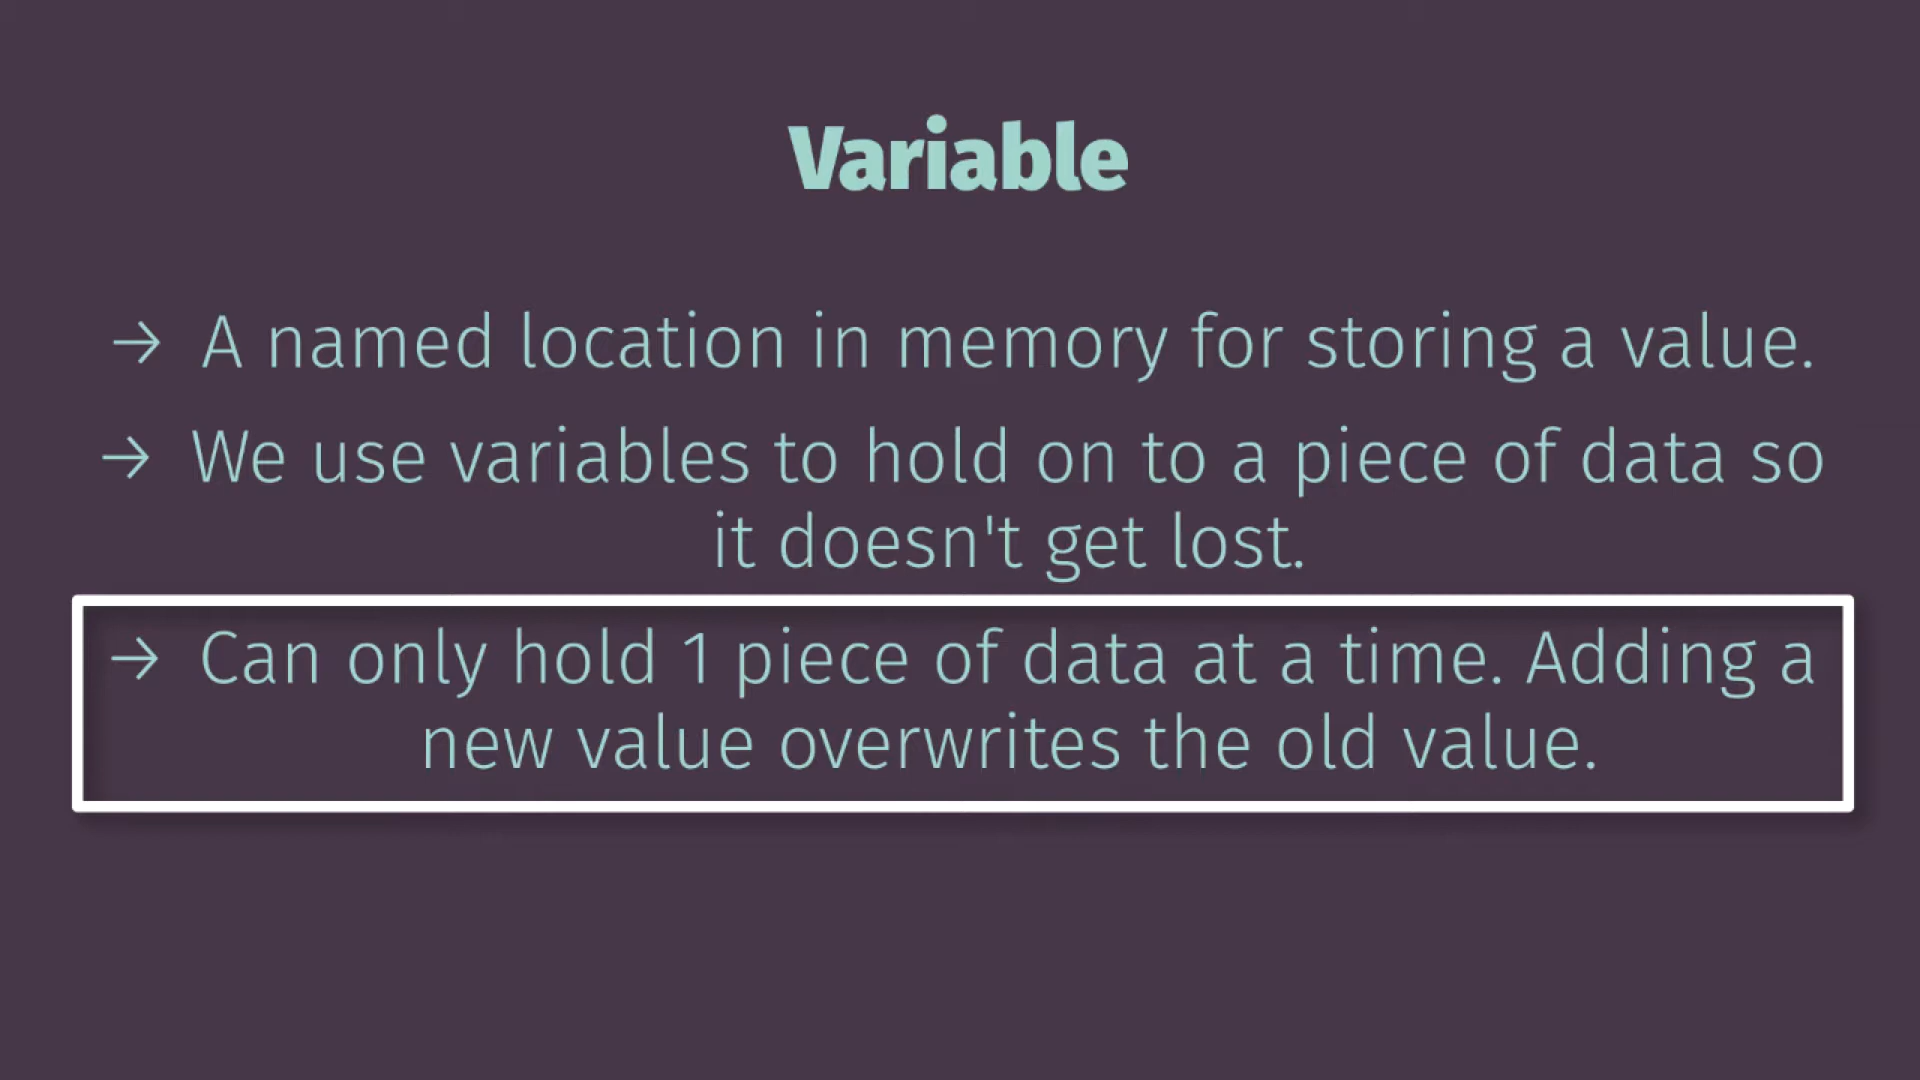 Variable
→ A named location in memory for storing a value.
→ We use variables to hold on to a piece of data so
it doesn't get lost.
→ Can only hold 1 piece of data at a time. Adding a
new value overwrites the old value.